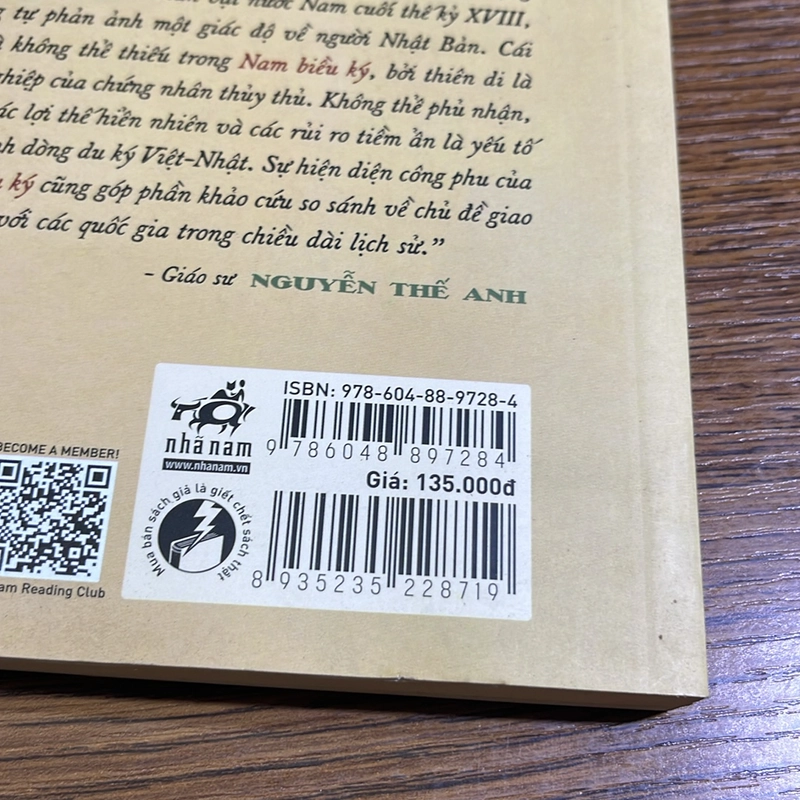 nước Nam cuối thế kỷ XVIII,
tự phản ánh một giác độ về người Nhật Bản. Cái
không thể thiếu trong Nam biều ký, bởi thiên di là
nghiệp của chứng nhân thủy thủ. Không thể phủ nhận,
các lợi thế hiển nhiên và các rủi ro tiềm ẩn là yếu tố
dòng du ký Việt-Nhật. Sự hiện diện công phu của
ký cũng góp phần khảo cứu so sánh về chủ đề giao
với các quốc gia trong chiều dài lịch sử.”
- Giáo sư NGUYỄN THẾ ANH
BECOME A MEMBER!
am Reading Club
nhã nam
www.nhanam.vn
Mua bán sách giả là giết chết sách thật
ISBN: 978-604-88-9728-4
9 786048 897284
Giá: 135.000đ
8 935235 228719